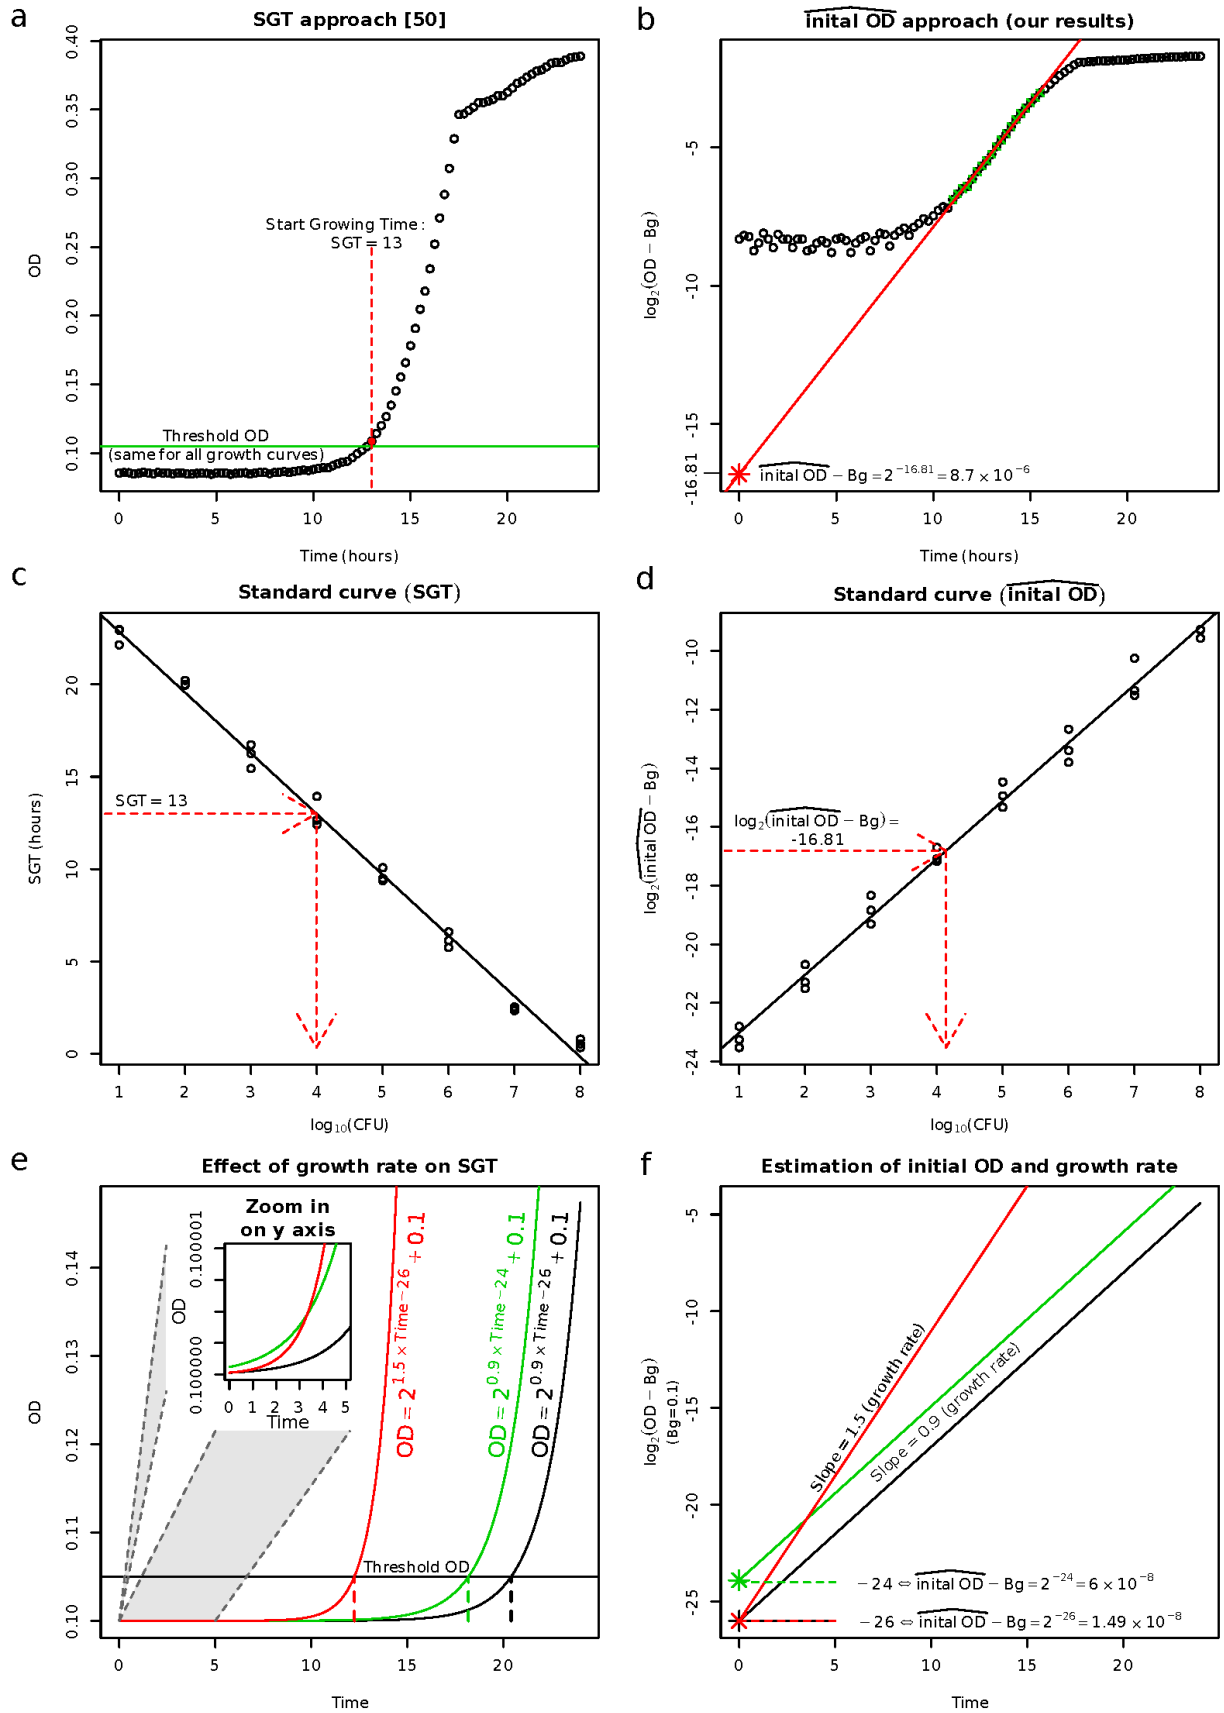 a
SGT approach [50]
0.40
0.35
0.30
0.25
0.20
0.15
0.10
OD
Start Growing Time :
SGT = 13
Threshold OD
(same for all growth curves)
0 5 10 15 20
Time (hours)
b
inital OD approach (our results)
-5
-10
-15
-16.81
log₂(OD − Bg)
inital OD − Bg = 2⁻¹⁶·⁸¹ = 8.7 × 10⁻⁶
0 5 10 15 20
Time (hours)
c
Standard curve (SGT)
20
15
10
5
0
SGT (hours)
SGT = 13
1 2 3 4 5 6 7 8
log₁₀(CFU)
d
Standard curve (inital OD)
-10
-12
-14
-16
-18
-20
-22
-24
log₂(inital OD − Bg)
log₂(inital OD − Bg) =
-16.81
1 2 3 4 5 6 7 8
log₁₀(CFU)
e
Effect of growth rate on SGT
0.14
0.13
0.12
0.11
0.10
OD
Zoom in
on y axis
0.100001
0.100000
OD
0 1 2 3 4 5
Time
OD = 2^1.5 × Time − 26 + 0.1
OD = 2^0.9 × Time − 24 + 0.1
OD = 2^0.9 × Time − 26 + 0.1
Threshold OD
0 5 10 15 20
Time
f
Estimation of initial OD and growth rate
-5
-10
-15
-20
-25
log₂(OD − Bg)
(Bg=0.1)
Slope = 1.5 (growth rate)
Slope = 0.9 (growth rate)
−24 ⇔ inital OD − Bg = 2⁻²⁴ = 6 × 10⁻⁸
−26 ⇔ inital OD − Bg = 2⁻²⁶ = 1.49 × 10⁻⁸
0 5 10 15 20
Time